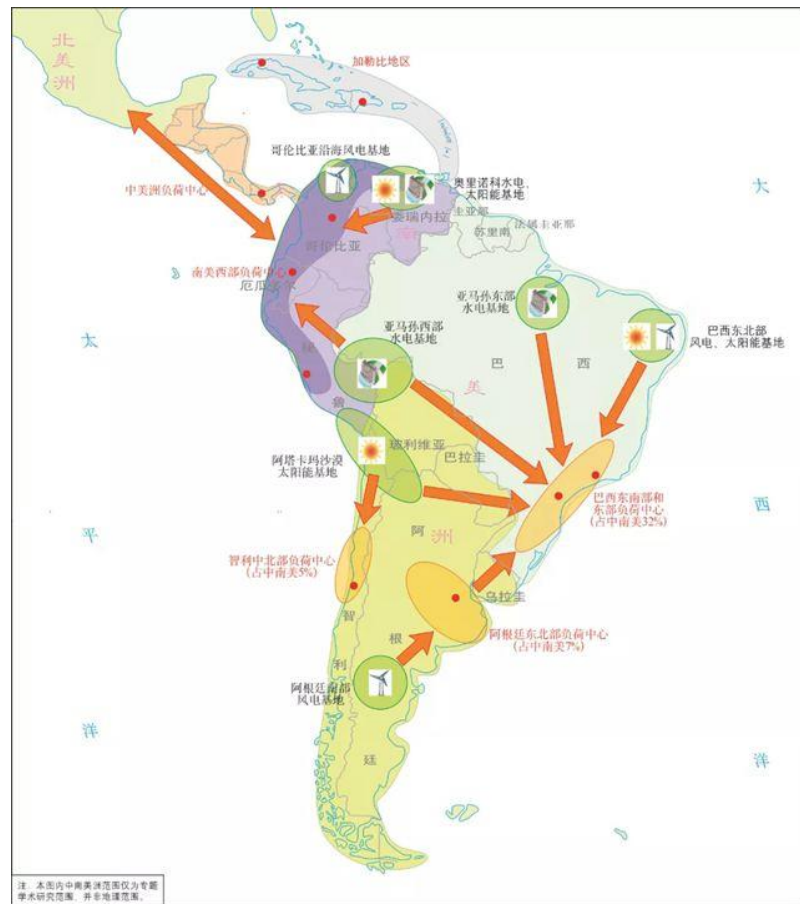 北美洲
加勒比地区
哥伦比亚沿海风电基地
奥里诺科水电、
太阳能基地
大
中美洲负荷中心
委瑞内拉
圭亚那
苏里南
法属圭亚那
南
哥伦比亚
南美西部负荷中心
厄瓜多尔
亚马孙东部
水电基地
太
亚马孙西部
水电基地
巴西东北部
风电、太阳能基地
巴 西
秘
美
鲁
玻利维亚
巴拉圭
阿塔卡玛沙漠
太阳能基地
巴西东南部和
东部负荷中心
(占中南美32%)
西
平
阿
洲
智利中北部负荷中心
(占中南美5%)
乌拉圭
智
根
阿根廷东北部负荷中心
(占中南美7%)
利
阿根廷南部
风电基地
洋
洋
廷
注：本图内中南美洲范围仅为专题
学术研究范围，并非地理范围。